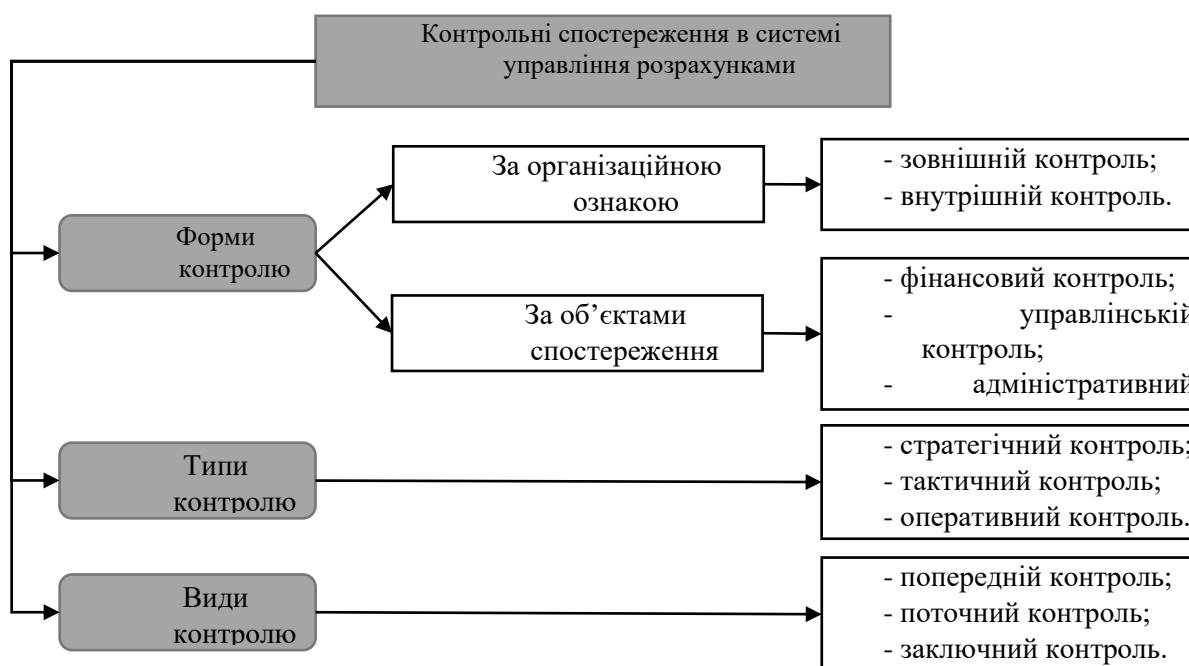 Контрольні спостереження в системі
управління розрахунками
За організаційною
ознакою
- зовнішній контроль;
- внутрішній контроль.
Форми
контролю
За об’єктами
спостереження
- фінансовий контроль;
- управлінській
контроль;
- адміністративний
Типи
контролю
- стратегічний контроль;
- тактичний контроль;
- оперативний контроль.
Види
контролю
- попередній контроль;
- поточний контроль;
- заключний контроль.